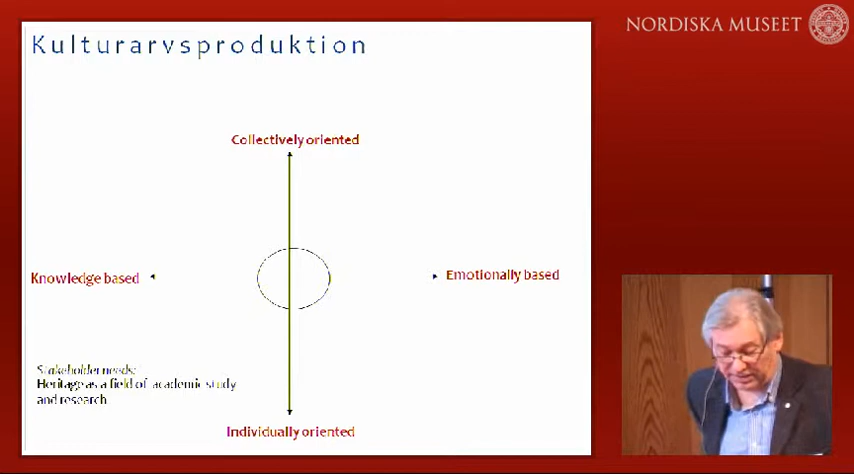 NORDISKA MUSEET
Kulturarvsproduktion
Collectively oriented
Knowledge based
Emotionally based
Stakeholder needs:
Heritage as a field of academic study
and research
Individually oriented